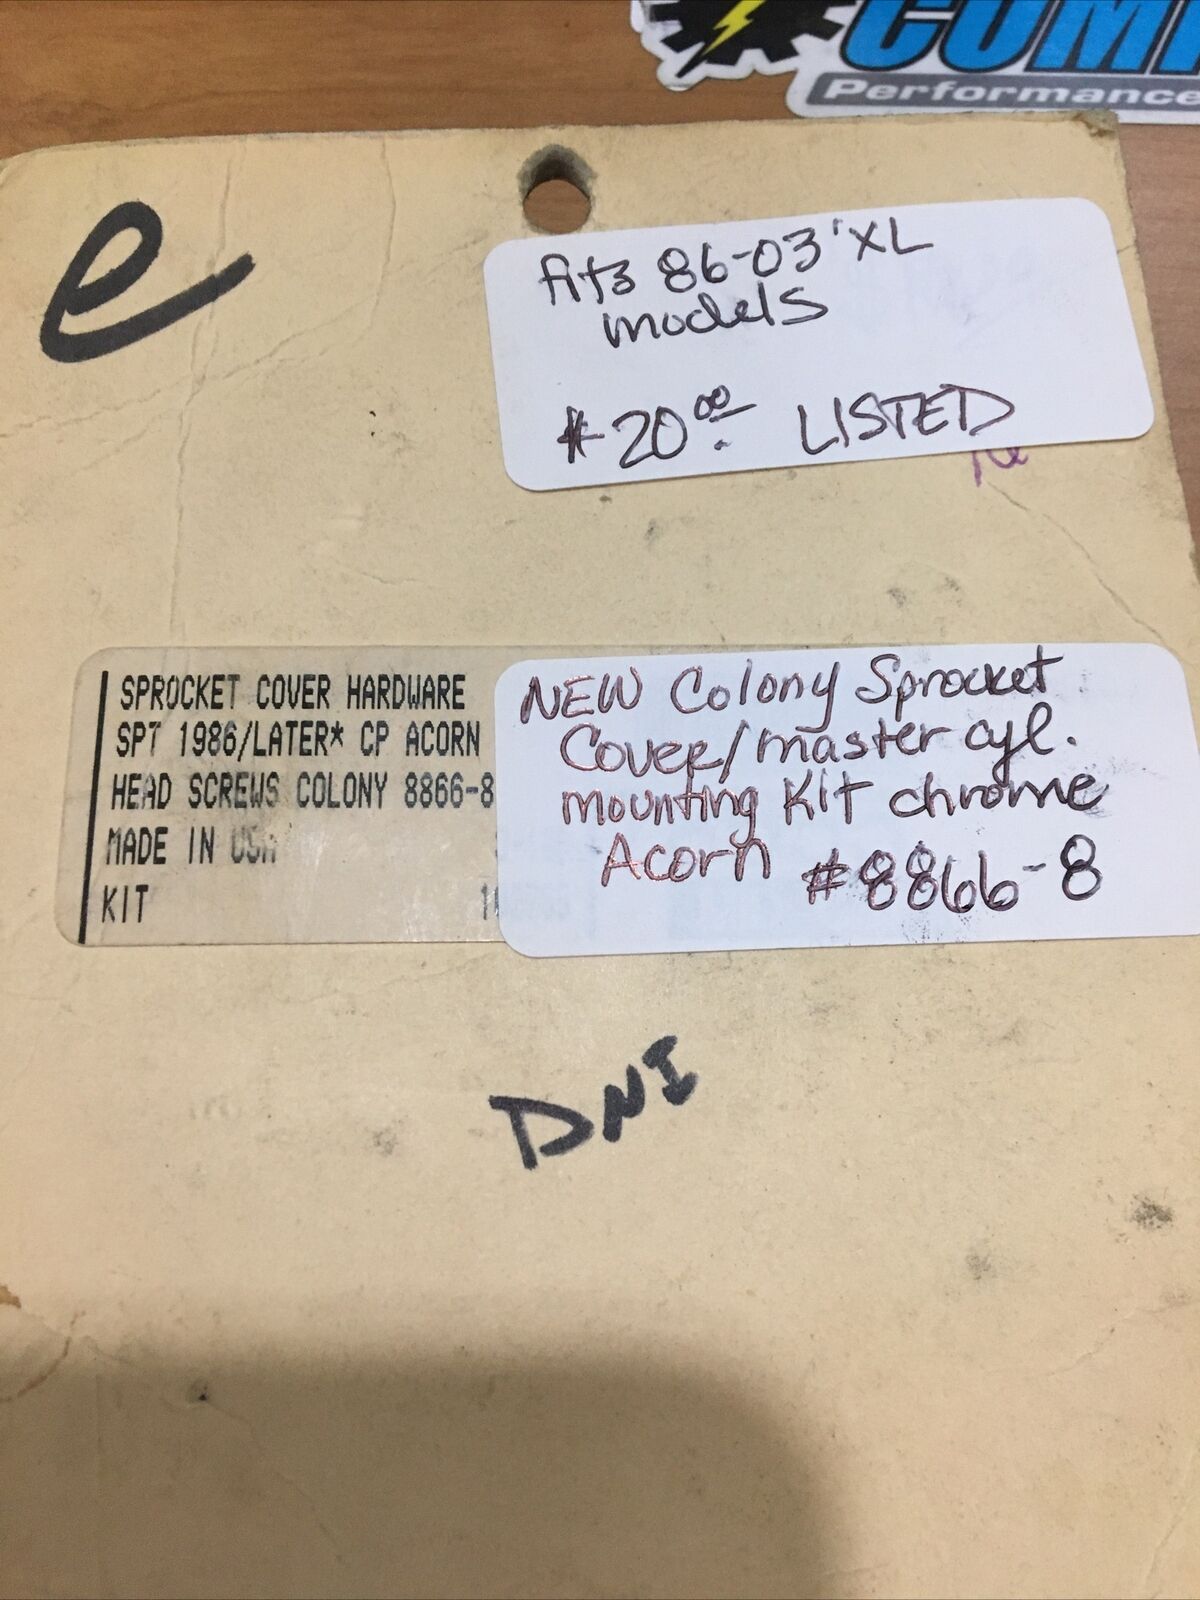 Performance
e
fits 86-03 'XL
models
$20.00 LISTED
SPROCKET COVER HARDWARE
SPT 1986/LATER* CP ACORN
HEAD SCREWS COLONY 8866-8
MADE IN USA
KIT
NEW Colony Sprocket
Cover/master cyl.
mounting Kit chrome
Acorn #8866-8
DNI